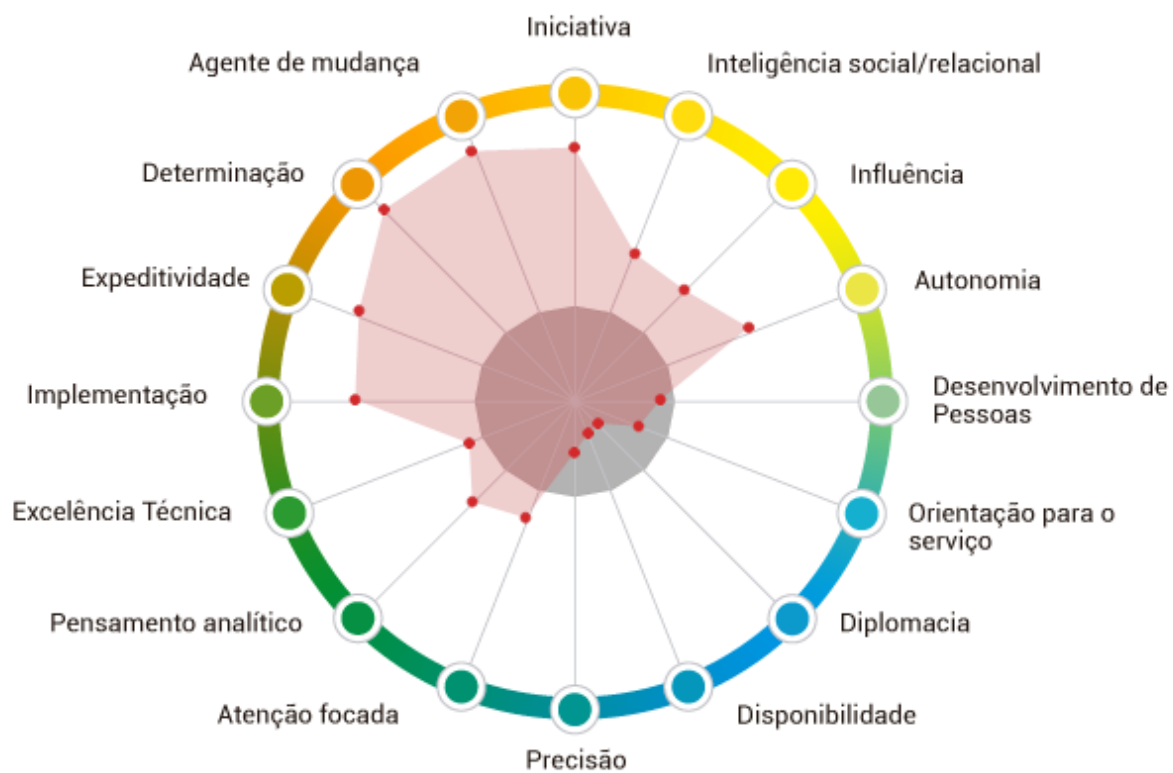 Iniciativa
Inteligência social/relacional
Influência
Autonomia
Desenvolvimento de
Pessoas
Orientação para o
serviço
Diplomacia
Disponibilidade
Precisão
Atenção focada
Pensamento analítico
Excelência Técnica
Implementação
Expeditividade
Determinação
Agente de mudança